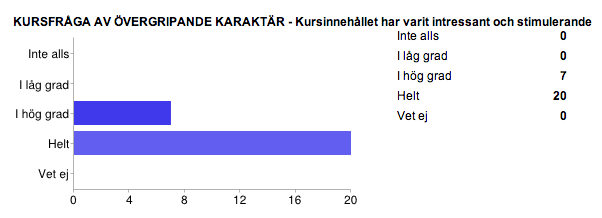 KURSFRÅGA AV ÖVERGRIPANDE KARAKTÄR - Kursinnehållet har varit intressant och stimulerande
Inte alls
I låg grad
I hög grad
Helt
Vet ej
0 4 8 12 16 20
Inte alls 0
I låg grad 0
I hög grad 7
Helt 20
Vet ej 0